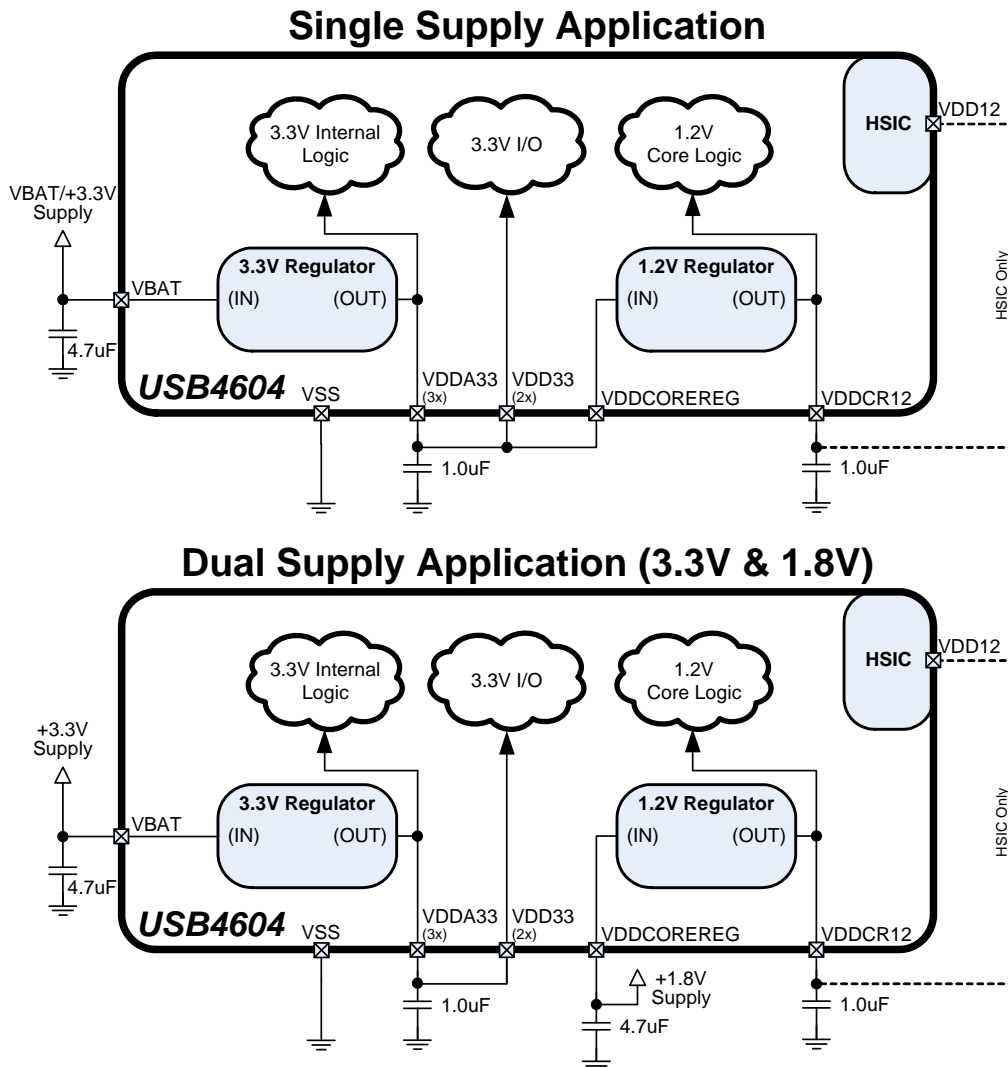 Single Supply Application
HSIC
VDD12
3.3V Internal
Logic
3.3V I/O
1.2V
Core Logic
VBAT/+3.3V
Supply
HSIC Only
3.3V Regulator
1.2V Regulator
VBAT
(IN)
(OUT)
(IN)
(OUT)
4.7uF
USB4604
VSS
VDDA33
(3x)
VDD33
(2x)
VDDCOREREG
VDDCR12
1.0uF
1.0uF
Dual Supply Application (3.3V & 1.8V)
HSIC
VDD12
3.3V Internal
Logic
3.3V I/O
1.2V
Core Logic
+3.3V
Supply
HSIC Only
3.3V Regulator
1.2V Regulator
VBAT
(IN)
(OUT)
(IN)
(OUT)
4.7uF
USB4604
VSS
VDDA33
(3x)
VDD33
(2x)
VDDCOREREG
VDDCR12
1.0uF
+1.8V
Supply
4.7uF
1.0uF